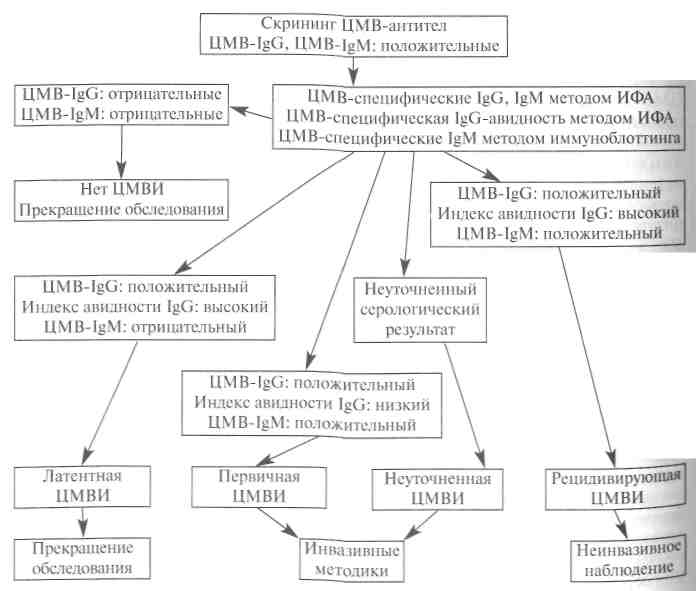 Скрининг ЦМВ-антител
ЦМВ-IgG, ЦМВ-IgM: положительные
ЦМВ-IgG: отрицательные
ЦМВ-IgM: отрицательные
ЦМВ-специфические IgG, IgM методом ИФА
ЦМВ-специфическая IgG-авидность методом ИФА
ЦМВ-специфические IgM методом иммуноблоттинга
Нет ЦМВИ
Прекращение обследования
ЦМВ-IgG: положительный
Индекс авидности IgG: высокий
ЦМВ-IgM: положительный
ЦМВ-IgG: положительный
Индекс авидности IgG: высокий
ЦМВ-IgM: отрицательный
Неуточненный
серологический
результат
ЦМВ-IgG: положительный
Индекс авидности IgG: низкий
ЦМВ-IgM: положительный
Латентная
ЦМВИ
Первичная
ЦМВИ
Неуточненная
ЦМВИ
Рецидивирующая
ЦМВИ
Прекращение
обследования
Инвазивные
методики
Неинвазивное
наблюдение